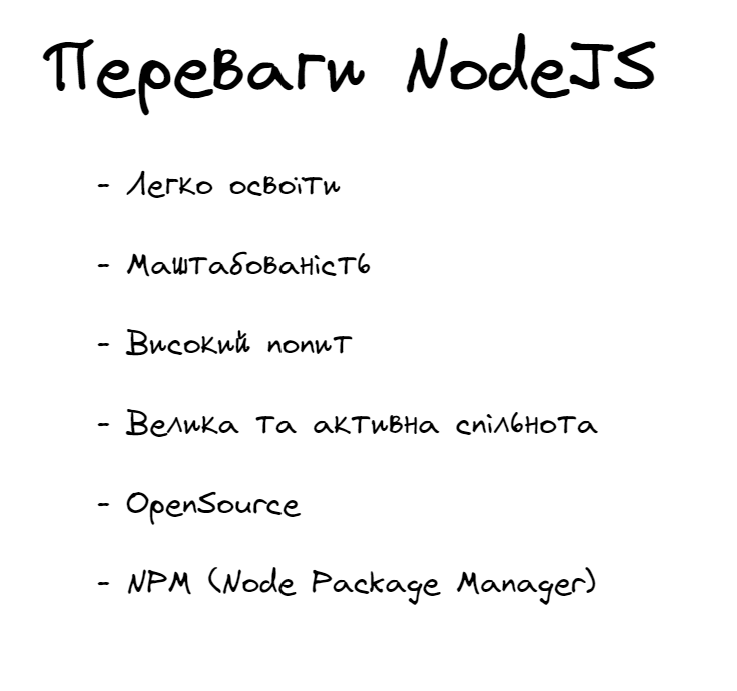 Переваги NodeJS
- Легко освоїти
- Маштабованість
- Високий попит
- Велика та активна спільнота
- OpenSource
- NPM (Node Package Manager)